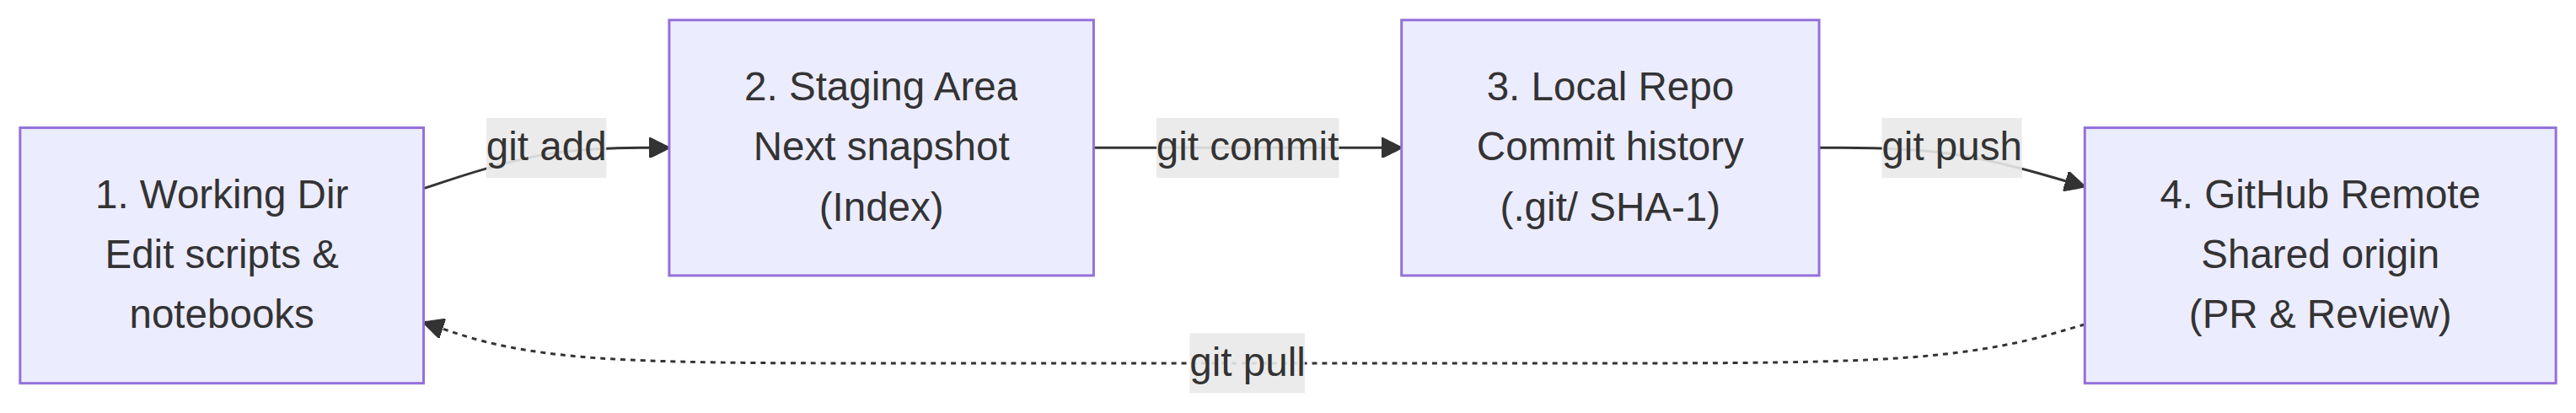 1. Working Dir
Edit scripts &
notebooks
git add
2. Staging Area
Next snapshot
(Index)
git commit
3. Local Repo
Commit history
(.git/ SHA-1)
git push
4. GitHub Remote
Shared origin
(PR & Review)
git pull